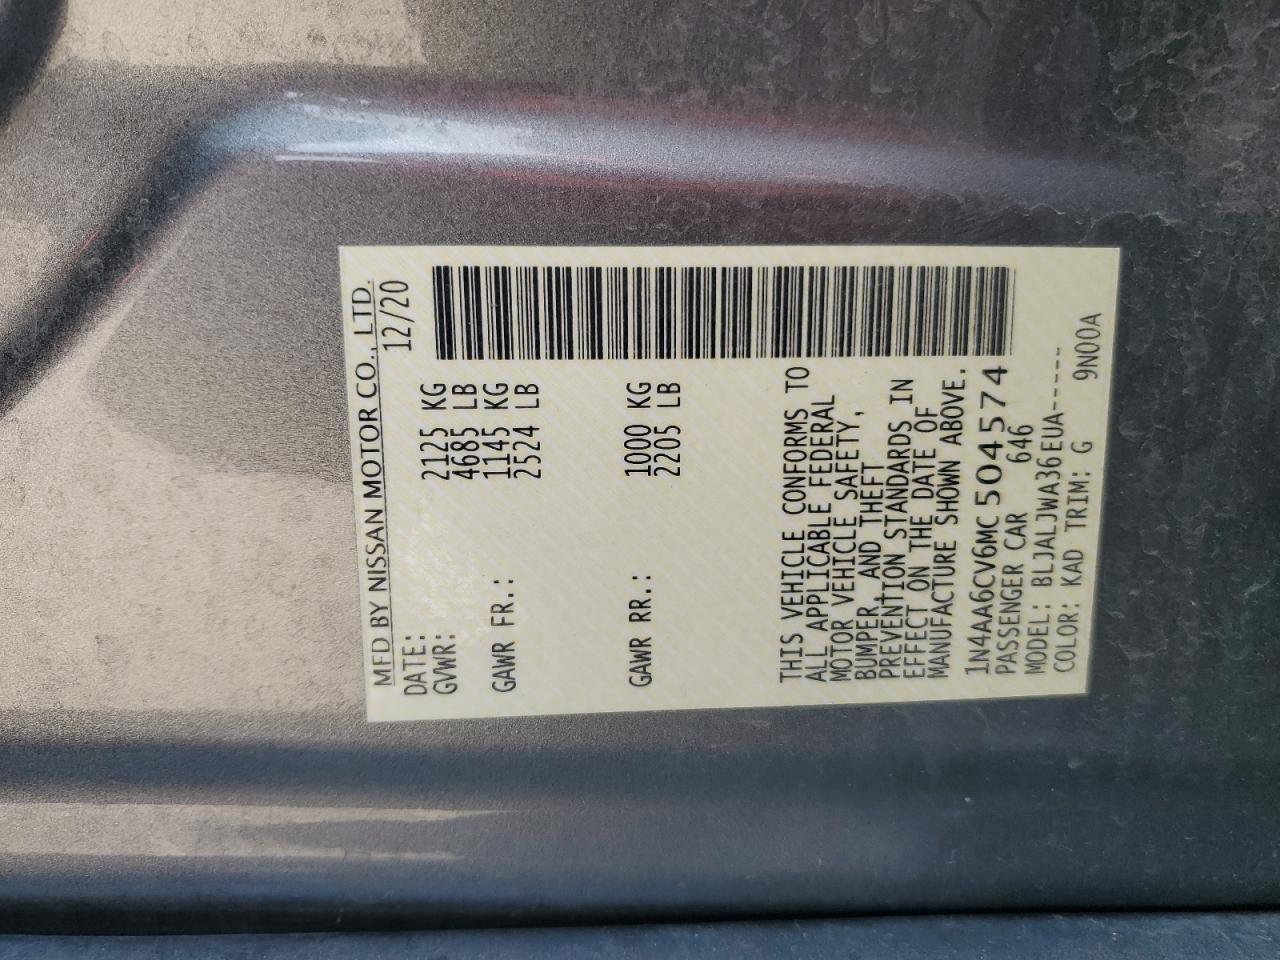 MFD BY NISSAN MOTOR CO., LTD.
DATE: 12/20
GVWR: 2125 KG
4685 LB
GAWR FR.: 1145 KG
2524 LB
GAWR RR.: 1000 KG
2205 LB
THIS VEHICLE CONFORMS TO
ALL APPLICABLE FEDERAL
MOTOR VEHICLE SAFETY,
BUMPER, AND THEFT
PREVENTION STANDARDS IN
EFFECT ON THE DATE OF
MANUFACTURE SHOWN ABOVE.
1N4AA6CV6MC504574
PASSENGER CAR 646
MODEL: BLJALJWA36EUA-----
COLOR: KAD TRIM: G 9N00A